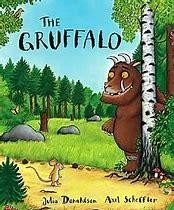 THE
GRUFFALO
Julia Donaldson Axel Scheffler